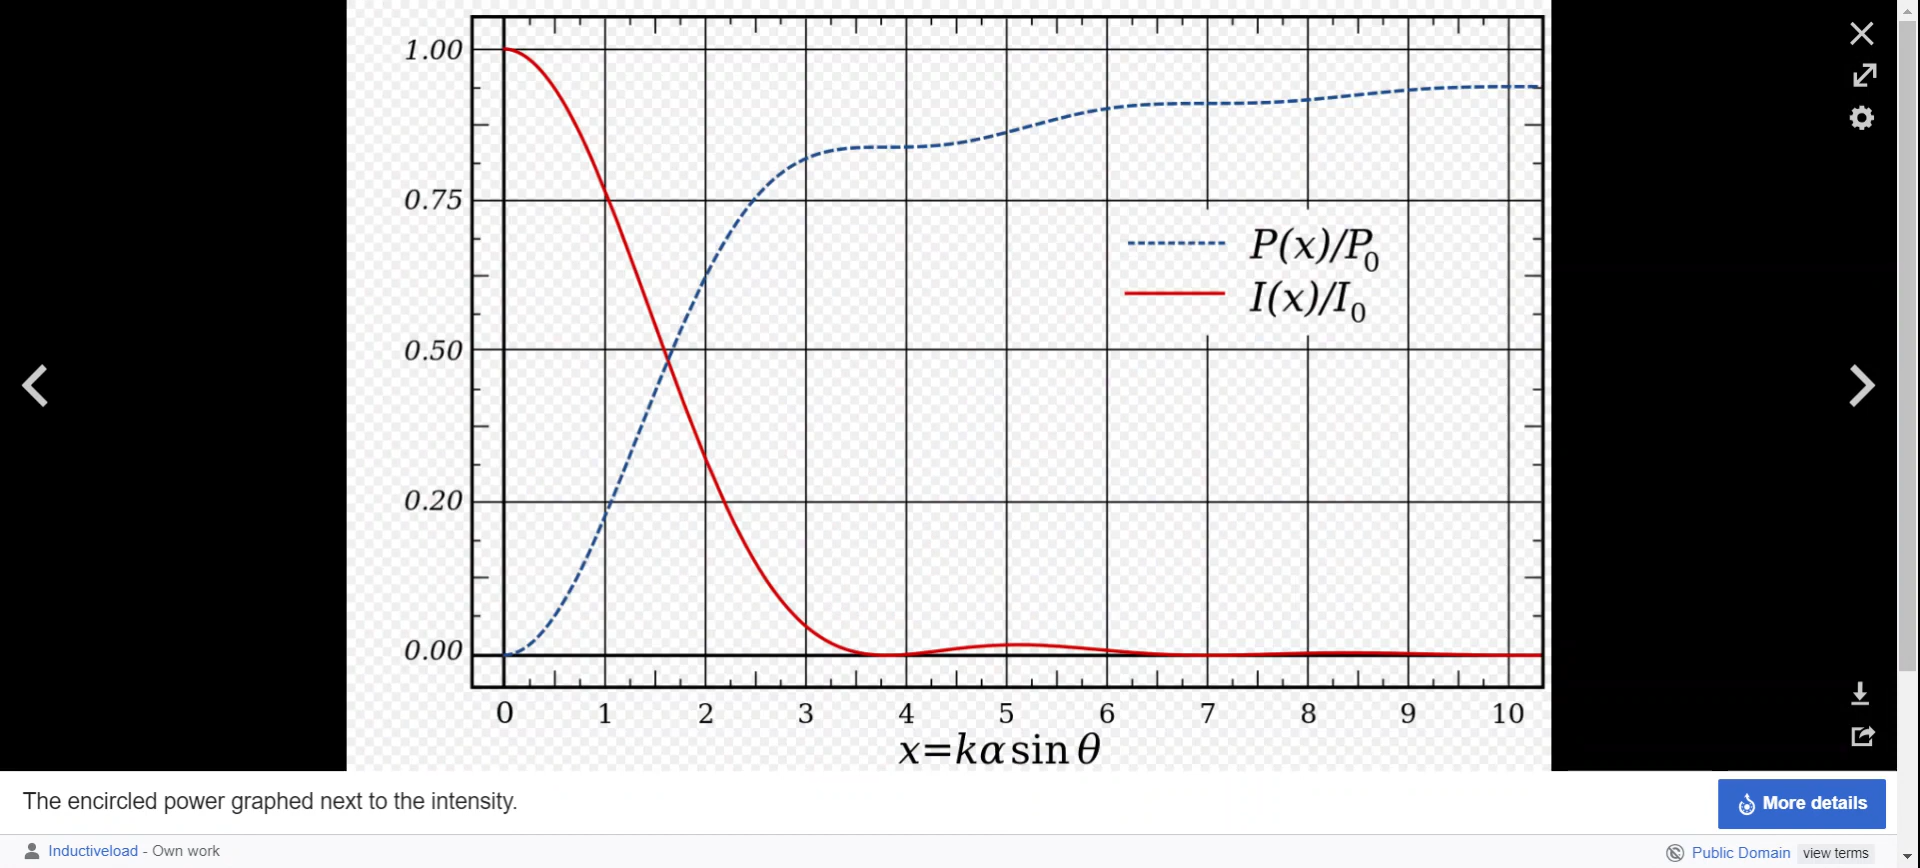 1.00
0.75
0.50
0.20
0.00
P(x)/P₀
I(x)/I₀
0 1 2 3 4 5 6 7 8 9 10
x=kα sin θ
The encircled power graphed next to the intensity.
More details
Inductiveload - Own work
Public Domain view terms